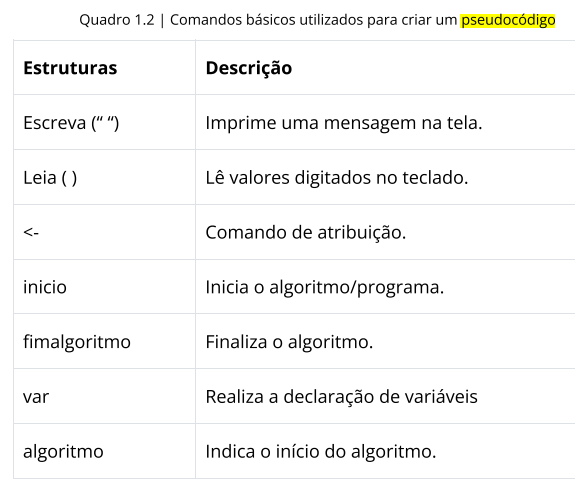 Quadro 1.2 | Comandos básicos utilizados para criar um pseudocódigo
Estruturas Descrição
Escreva (“ “) Imprime uma mensagem na tela.
Leia ( ) Lê valores digitados no teclado.
<- Comando de atribuição.
inicio Inicia o algoritmo/programa.
fimalgoritmo Finaliza o algoritmo.
var Realiza a declaração de variáveis
algoritmo Indica o início do algoritmo.